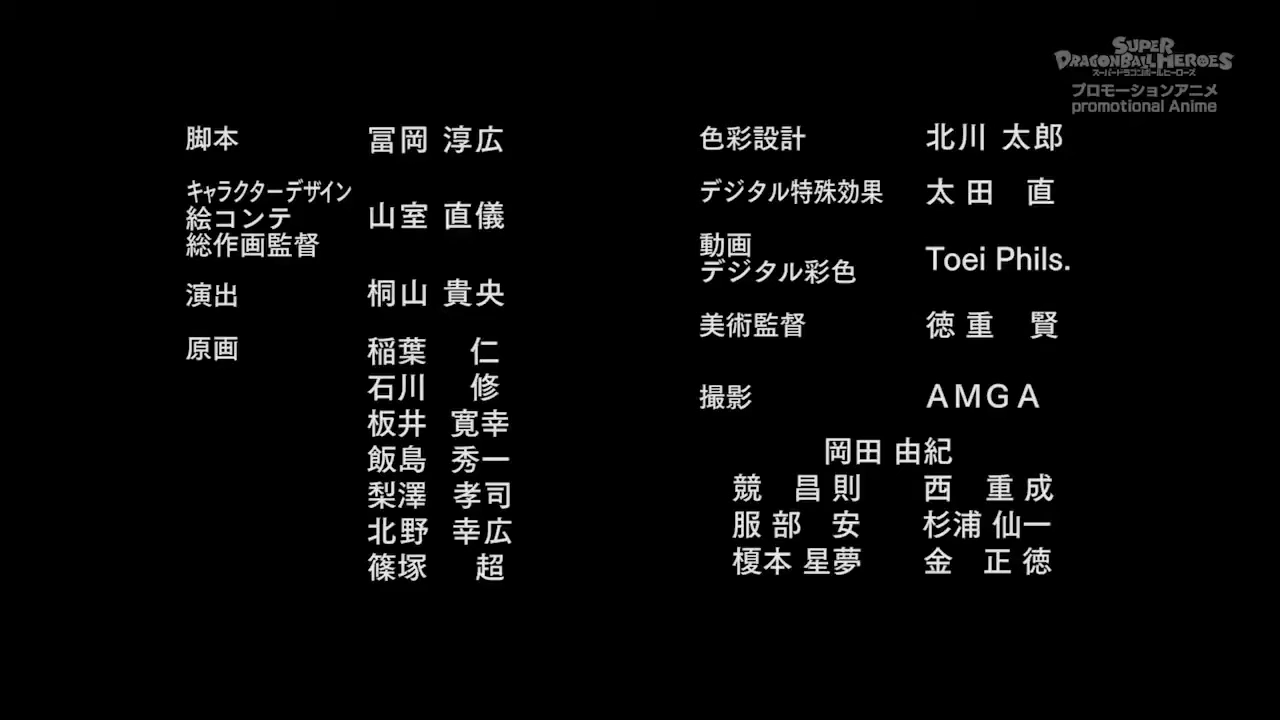 SUPER
DRAGONBALL HEROES
スーパードラゴンボールヒーローズ
プロモーションアニメ
promotional Anime
脚本 冨岡 淳広
キャラクターデザイン
絵コンテ
総作画監督
山室 直儀
演出 桐山 貴央
原画 稲葉 仁
石川 修
板井 寛幸
飯島 秀一
梨澤 孝司
北野 幸広
篠塚 超
色彩設計 北川 太郎
デジタル特殊効果 太田 直
動画
デジタル彩色
Toei Phils.
美術監督 徳重 賢
撮影 AMGA
岡田 由紀
競 昌則 西 重成
服部 安 杉浦 仙一
榎本 星夢 金 正徳